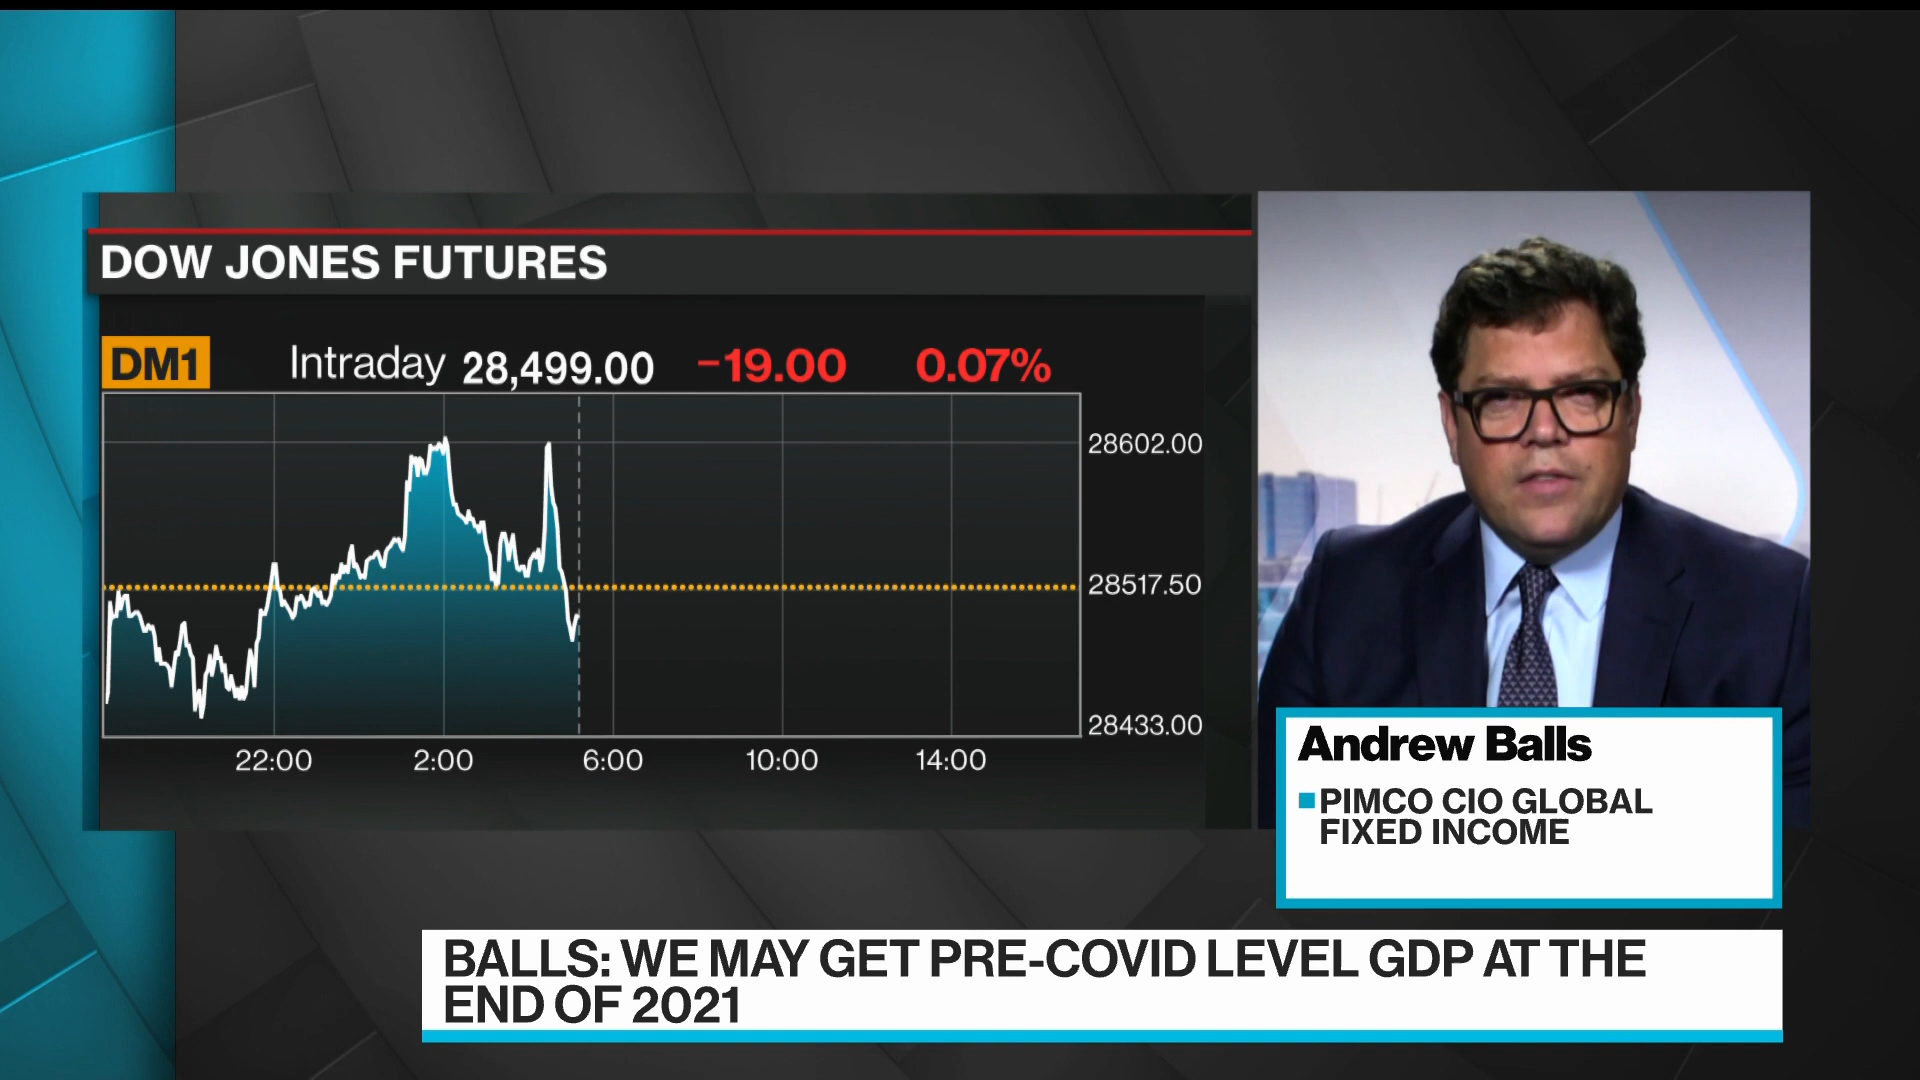 DOW JONES FUTURES
DM1 Intraday 28,499.00 −19.00 0.07%
28602.00
28517.50
28433.00
22:00 2:00 6:00 10:00 14:00
Andrew Balls
PIMCO CIO GLOBAL
FIXED INCOME
BALLS: WE MAY GET PRE-COVID LEVEL GDP AT THE
END OF 2021